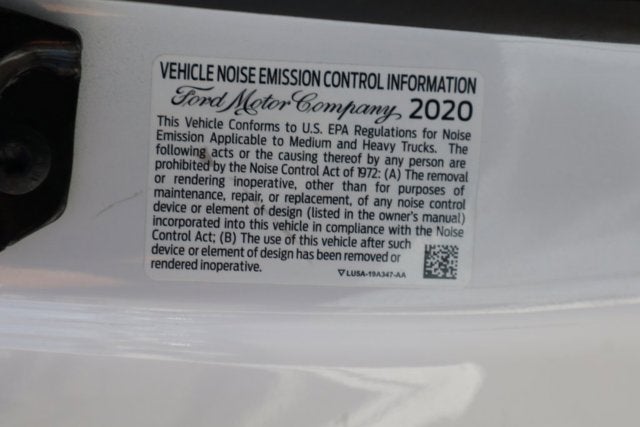 VEHICLE NOISE EMISSION CONTROL INFORMATION
Ford Motor Company 2020
This Vehicle Conforms to U.S. EPA Regulations for Noise
Emission Applicable to Medium and Heavy Trucks. The
following acts or the causing thereof by any person are
prohibited by the Noise Control Act of 1972: (A) The removal
or rendering inoperative, other than for purposes of
maintenance, repair, or replacement, of any noise control
device or element of design (listed in the owner's manual)
incorporated into this vehicle in compliance with the Noise
Control Act; (B) The use of this vehicle after such
device or element of design has been removed or
rendered inoperative.
LU5A-19A347-AA